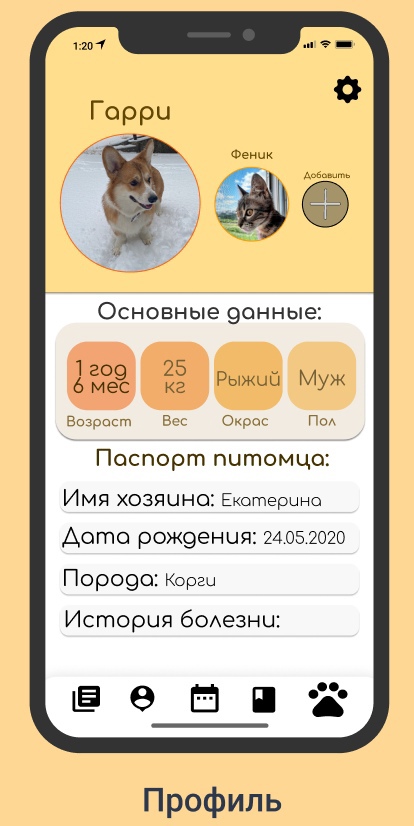 1:20
Гарри
Феник
Добавить
Основные данные:
1 год
6 мес
25
кг
Рыжий
Муж
Возраст
Вес
Окрас
Пол
Паспорт питомца:
Имя хозяина: Екатерина
Дата рождения: 24.05.2020
Порода: Корги
История болезни:
Профиль